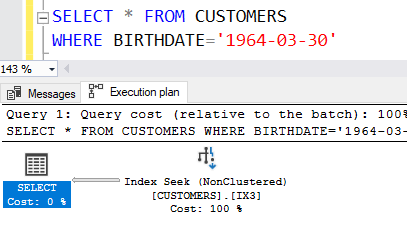 SELECT * FROM CUSTOMERS
WHERE BIRTHDATE='1964-03-30'
143 %
Messages Execution plan
Query 1: Query cost (relative to the batch): 100%
SELECT * FROM CUSTOMERS WHERE BIRTHDATE='1964-03-
SELECT
Cost: 0 %
Index Seek (NonClustered)
[CUSTOMERS].[IX3]
Cost: 100 %